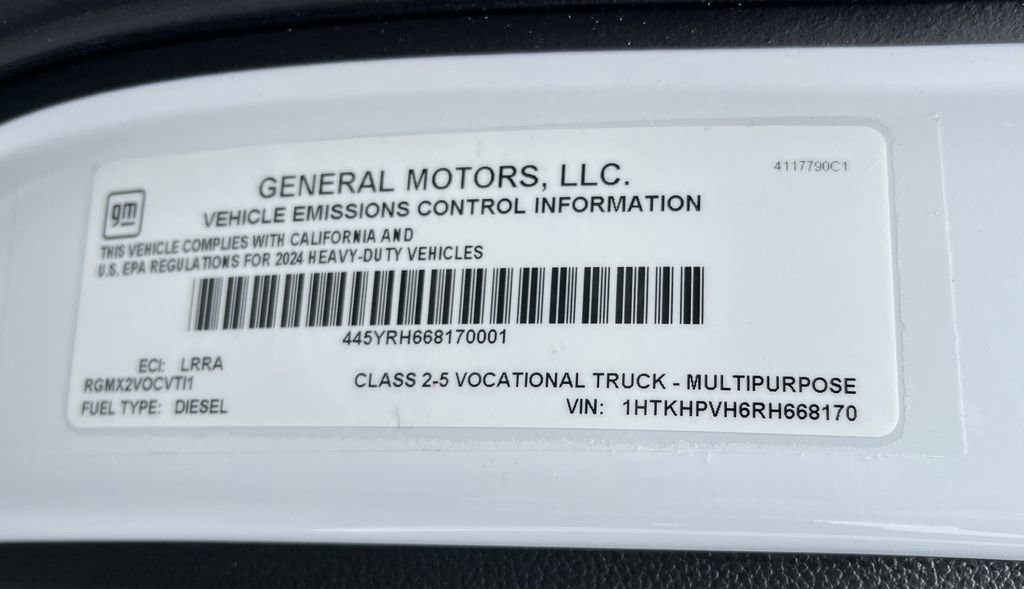 4117790C1
gm
GENERAL MOTORS, LLC.
VEHICLE EMISSIONS CONTROL INFORMATION
THIS VEHICLE COMPLIES WITH CALIFORNIA AND
U.S. EPA REGULATIONS FOR 2024 HEAVY-DUTY VEHICLES
445YRH668170001
ECI: LRRA
RGMX2VOCVTI1
FUEL TYPE: DIESEL
CLASS 2-5 VOCATIONAL TRUCK - MULTIPURPOSE
VIN: 1HTKHPVH6RH668170